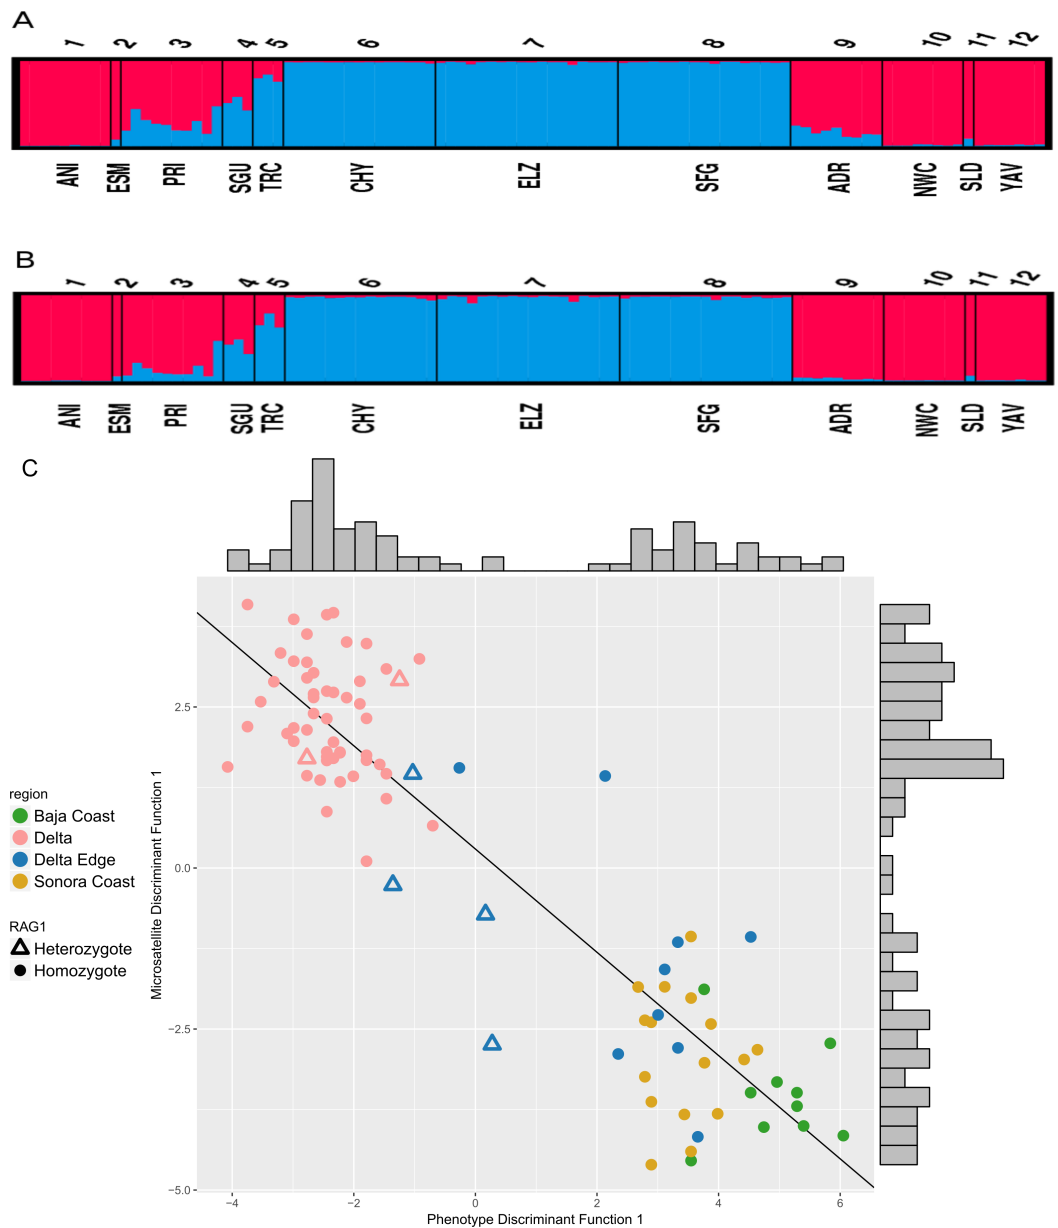 A
1 2 3 4 5 6 7 8 9 10 11 12
ANI ESM PRI SGU TRC CHY ELZ SFG ADR NWC SLD YAV
B
1 2 3 4 5 6 7 8 9 10 11 12
ANI ESM PRI SGU TRC CHY ELZ SFG ADR NWC SLD YAV
C
region
Baja Coast
Delta
Delta Edge
Sonora Coast
RAG1
Heterozygote
Homozygote
Microsatellite Discriminant Function 1
2.5
0.0
−2.5
−5.0
−4 −2 0 2 4 6
Phenotype Discriminant Function 1